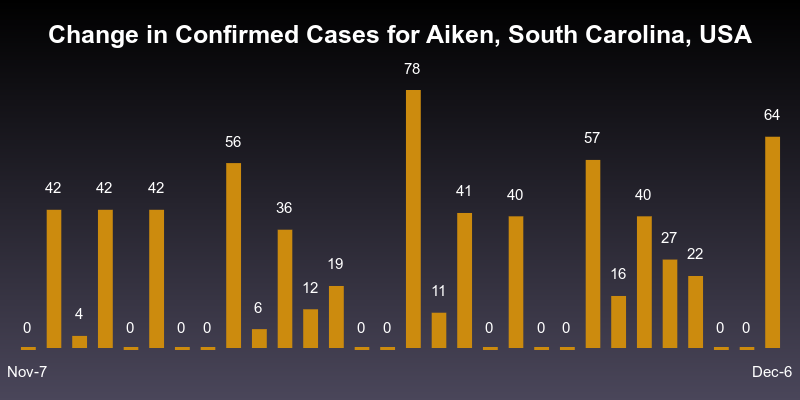 Change in Confirmed Cases for Aiken, South Carolina, USA
0 42 4 42 0 42 0 0 56 6 36 12 19 0 0 78 11 41 0 40 0 0 57 16 40 27 22 0 0 64
Nov-7 Dec-6